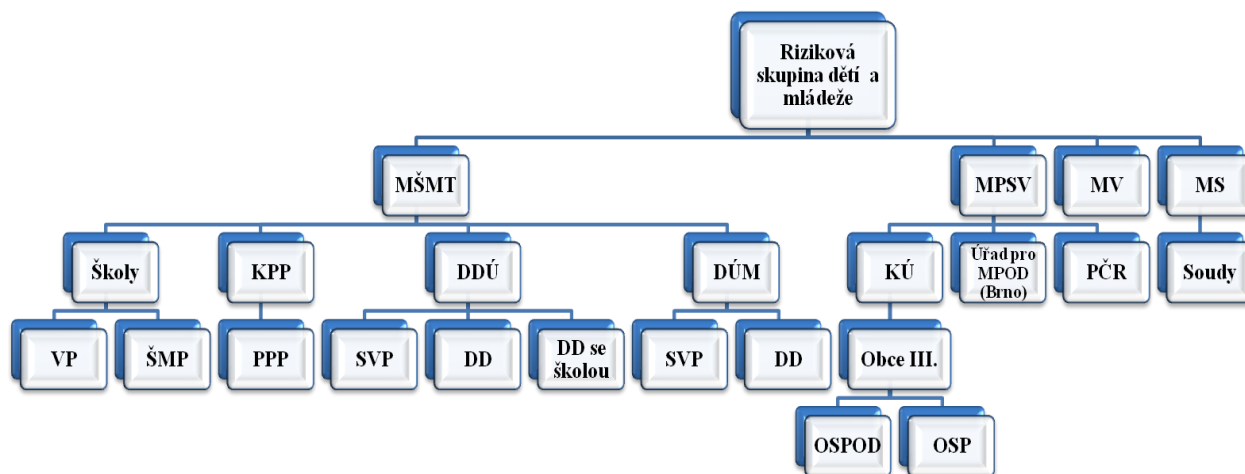 Riziková
skupina dětí a
mládeže
MŠMT
MPSV
MV
MS
Školy
KPP
DDÚ
DÚM
KÚ
Úřad pro
MPOD
(Brno)
PČR
Soudy
VP
ŠMP
PPP
SVP
DD
DD se
školou
SVP
DD
Obce III.
OSPOD
OSP